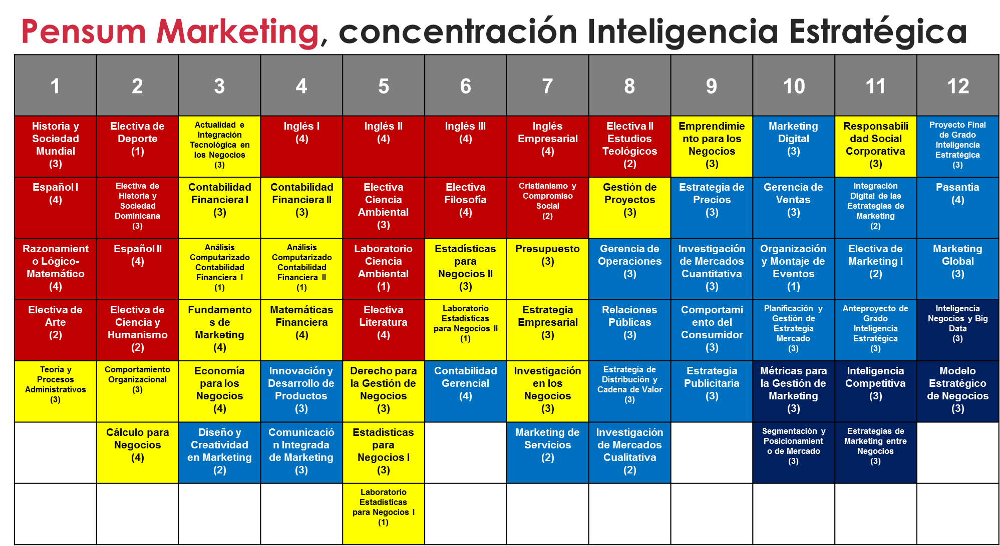 Pensum Marketing, concentración Inteligencia Estratégica
1 2 3 4 5 6 7 8 9 10 11 12
Historia y
Sociedad
Mundial
(3)
Electiva de
Deporte
(1)
Actualidad e
Integración
Tecnológica en
los Negocios
(3)
Inglés I
(4)
Inglés II
(4)
Inglés III
(4)
Inglés
Empresarial
(4)
Electiva II
Estudios
Teológicos
(2)
Emprendimie
nto para los
Negocios
(3)
Marketing
Digital
(3)
Responsabili
dad Social
Corporativa
(3)
Proyecto Final
de Grado
Inteligencia
Estratégica
(3)
Español I
(4)
Electiva de
Historia y
Sociedad
Dominicana
(3)
Contabilidad
Financiera I
(3)
Contabilidad
Financiera II
(3)
Electiva
Ciencia
Ambiental
(3)
Electiva
Filosofía
(4)
Cristianismo y
Compromiso
Social
(2)
Gestión de
Proyectos
(3)
Estrategia de
Precios
(3)
Gerencia de
Ventas
(3)
Integración
Digital de las
Estrategias de
Marketing
(2)
Pasantía
(4)
Razonamient
o Lógico-
Matemático
(4)
Español II
(4)
Análisis
Computarizado
Contabilidad
Financiera I
(1)
Análisis
Computarizado
Contabilidad
Financiera II
(1)
Laboratorio
Ciencia
Ambiental
(1)
Estadísticas
para
Negocios II
(3)
Presupuesto
(3)
Gerencia de
Operaciones
(3)
Investigación
de Mercados
Cuantitativa
(3)
Organización
y Montaje de
Eventos
(1)
Electiva de
Marketing I
(2)
Marketing
Global
(3)
Electiva de
Arte
(2)
Electiva de
Ciencia y
Humanismo
(2)
Fundamento
s de
Marketing
(4)
Matemáticas
Financiera
(4)
Electiva
Literatura
(4)
Laboratorio
Estadísticas
para Negocios II
(1)
Estrategia
Empresarial
(3)
Relaciones
Públicas
(3)
Comportami
ento del
Consumidor
(3)
Planificación y
Gestión de
Estrategia
Mercado
(3)
Anteproyecto de
Grado
Inteligencia
Estratégica
(3)
Inteligencia
Negocios y Big
Data
(3)
Teoría y
Procesos
Administrativos
(3)
Comportamiento
Organizacional
(3)
Economía
para los
Negocios
(4)
Innovación y
Desarrollo de
Productos
(3)
Derecho para
la Gestión de
Negocios
(3)
Contabilidad
Gerencial
(4)
Investigación
en los
Negocios
(3)
Estrategia de
Distribución y
Cadena de Valor
(3)
Estrategia
Publicitaria
(3)
Métricas para
la Gestión de
Marketing
(3)
Inteligencia
Competitiva
(3)
Modelo
Estratégico
de Negocios
(3)
Cálculo para
Negocios
(4)
Diseño y
Creatividad
en Marketing
(2)
Comunicació
n Integrada
de Marketing
(3)
Estadísticas
para
Negocios I
(3)
Marketing de
Servicios
(2)
Investigación
de Mercados
Cualitativa
(2)
Segmentación y
Posicionamient
o de Mercado
(3)
Estrategias de
Marketing entre
Negocios
(3)
Laboratorio
Estadísticas
para Negocios I
(1)